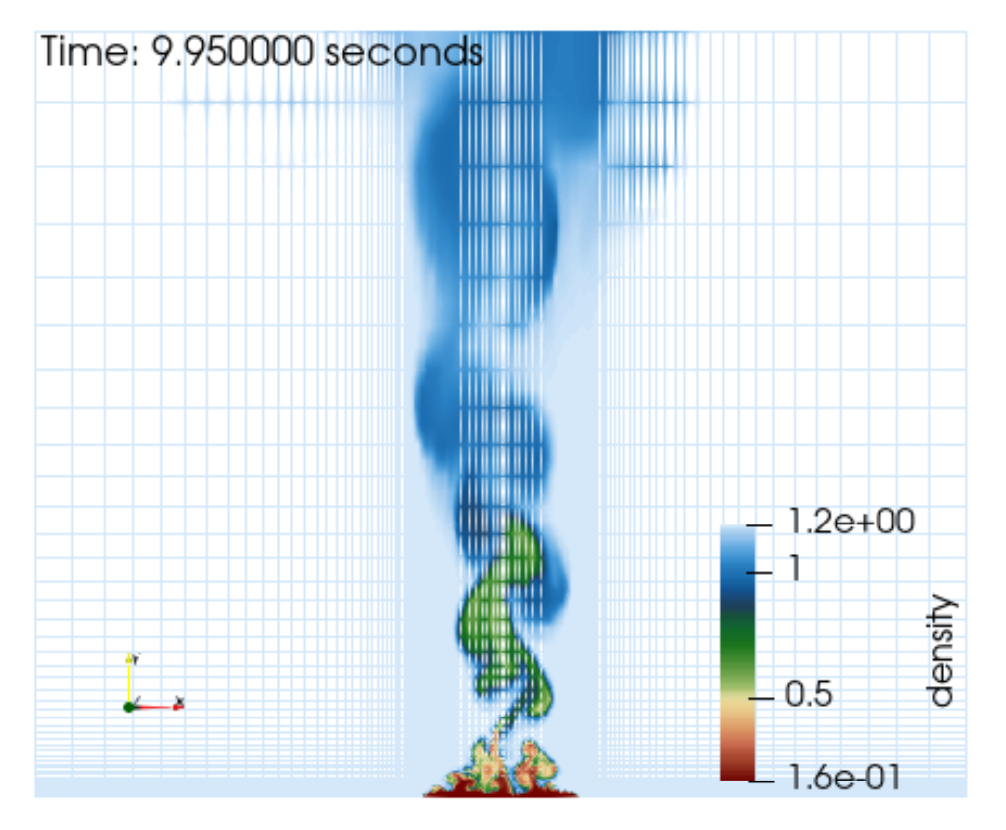 Time: 9.950000 seconds
1.2e+00
1
0.5
1.6e-01
density
Y
X